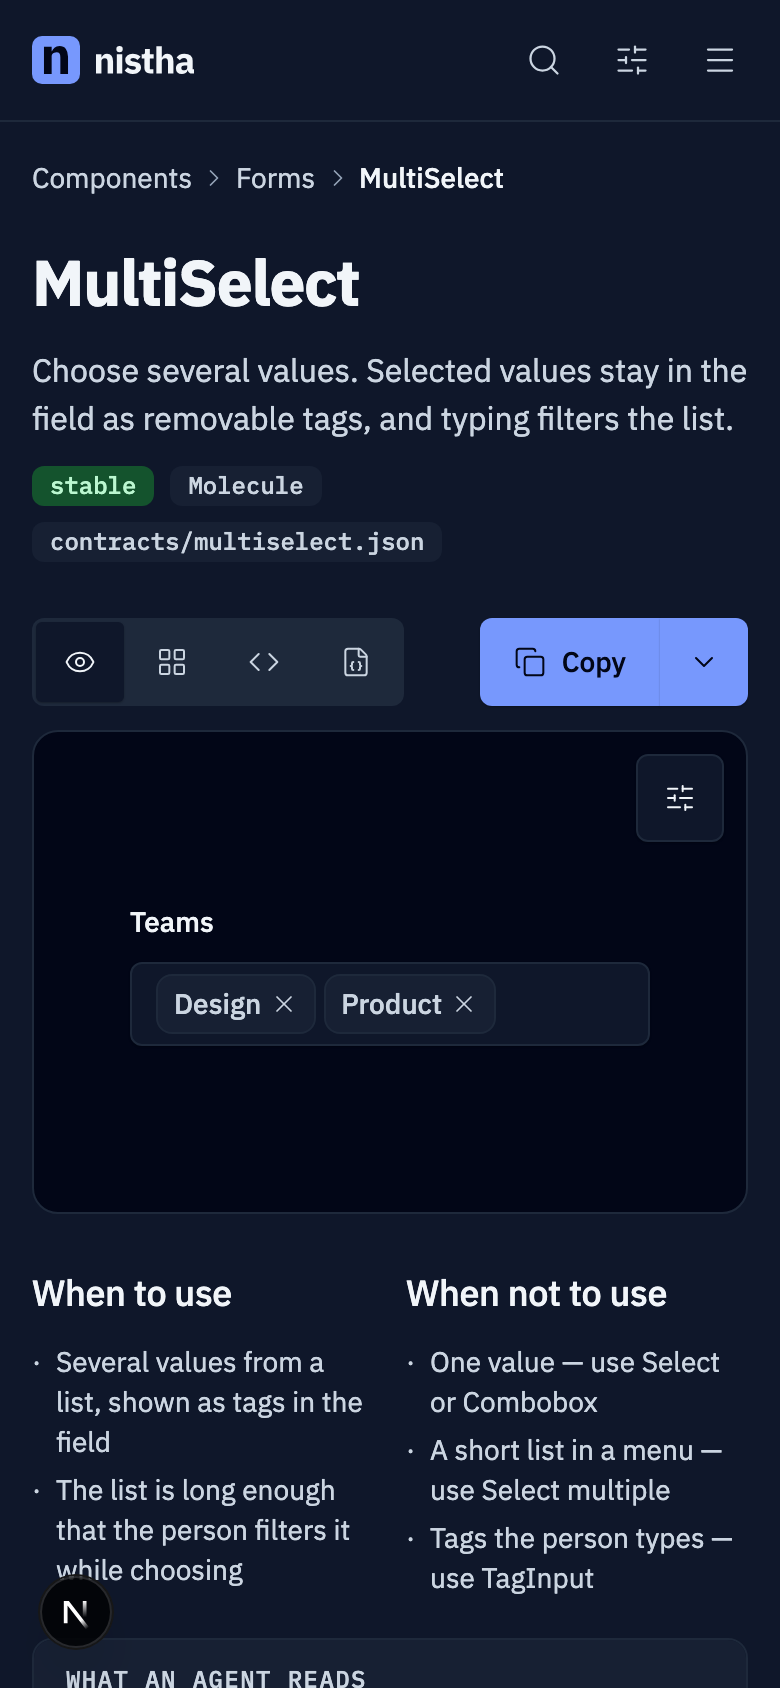 n nistha
Components > Forms > MultiSelect
MultiSelect
Choose several values. Selected values stay in the
field as removable tags, and typing filters the list.
stable Molecule
contracts/multiselect.json
Copy
Teams
Design Product
When to use
· Several values from a
list, shown as tags in the
field
· The list is long enough
that the person filters it
while choosing
When not to use
· One value — use Select
or Combobox
· A short list in a menu —
use Select multiple
· Tags the person types —
use TagInput
N
WHAT AN AGENT READS